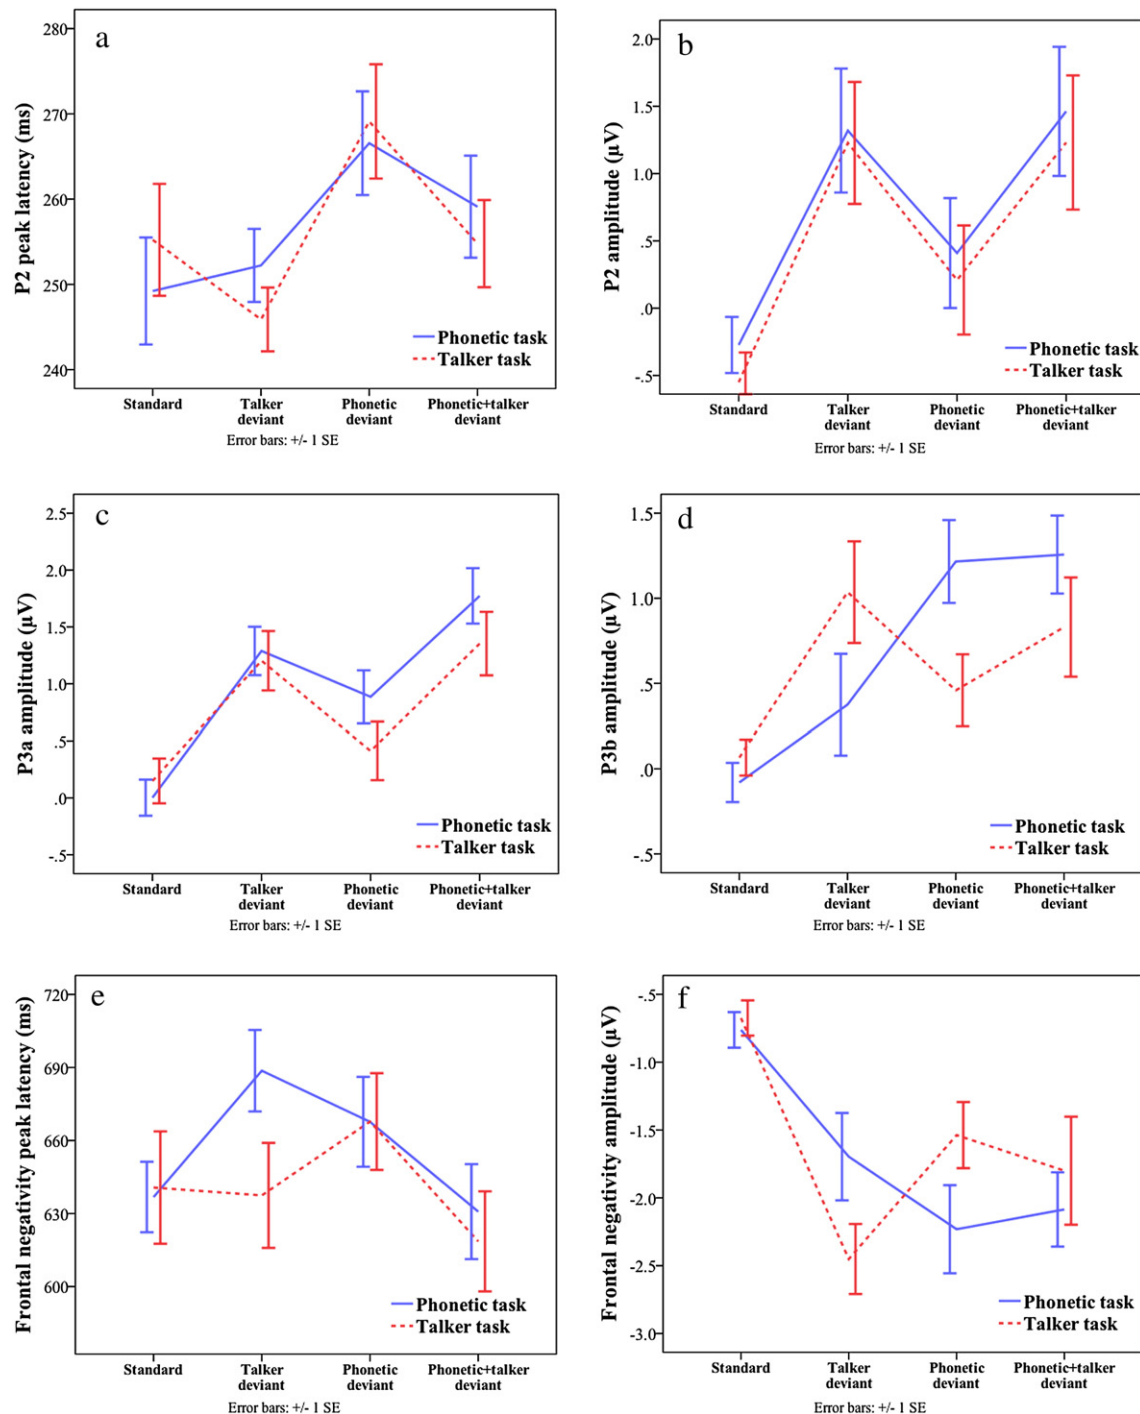 a
P2 peak latency (ms)
280
270
260
250
240
Phonetic task
Talker task
Standard
Talker
deviant
Phonetic
deviant
Phonetic+talker
deviant
Error bars: +/- 1 SE
b
P2 amplitude (µV)
2.0
1.5
1.0
.5
.0
-.5
Phonetic task
Talker task
Standard
Talker
deviant
Phonetic
deviant
Phonetic+talker
deviant
Error bars: +/- 1 SE
c
P3a amplitude (µV)
2.5
2.0
1.5
1.0
.5
.0
-.5
Phonetic task
Talker task
Standard
Talker
deviant
Phonetic
deviant
Phonetic+talker
deviant
Error bars: +/- 1 SE
d
P3b amplitude (µV)
1.5
1.0
.5
.0
-.5
Phonetic task
Talker task
Standard
Talker
deviant
Phonetic
deviant
Phonetic+talker
deviant
Error bars: +/- 1 SE
e
Frontal negativity peak latency (ms)
720
690
660
630
600
Phonetic task
Talker task
Standard
Talker
deviant
Phonetic
deviant
Phonetic+talker
deviant
Error bars: +/- 1 SE
f
Frontal negativity amplitude (µV)
-.5
-1.0
-1.5
-2.0
-2.5
-3.0
Phonetic task
Talker task
Standard
Talker
deviant
Phonetic
deviant
Phonetic+talker
deviant
Error bars: +/- 1 SE